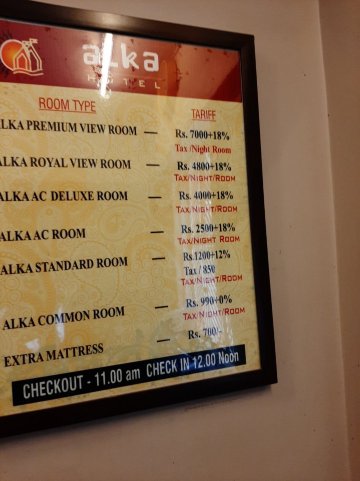 alka
HOTEL
ROOM TYPE TARIFF
ALKA PREMIUM VIEW ROOM — Rs. 7000+18%
Tax /Night Room
ALKA ROYAL VIEW ROOM — Rs. 4800+18%
TAX/NIGHT/ROOM
ALKA AC DELUXE ROOM — Rs. 4000+18%
TAX/NIGHT/ROOM
ALKA AC ROOM — Rs. 2500+18%
TAX/NIGHT ROOM
ALKA STANDARD ROOM — Rs.1200+12%
Tax / 850
TAX/NIGHT/ROOM
ALKA COMMON ROOM — Rs. 990+0%
TAX/NIGHT/ROOM
EXTRA MATTRESS — Rs. 700/-
CHECKOUT - 11.00 am CHECK IN 12.00 Noon